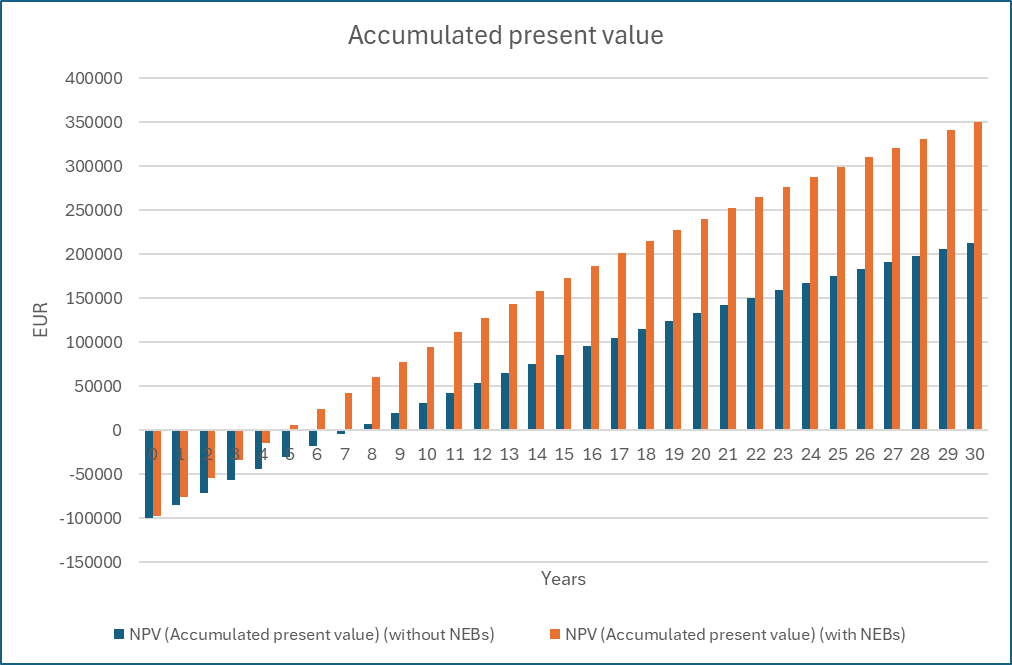 Accumulated present value
400000
350000
300000
250000
200000
150000
100000
50000
0
-50000
-100000
-150000
EUR
0 1 2 3 4 5 6 7 8 9 10 11 12 13 14 15 16 17 18 19 20 21 22 23 24 25 26 27 28 29 30
Years
NPV (Accumulated present value) (without NEBs) NPV (Accumulated present value) (with NEBs)